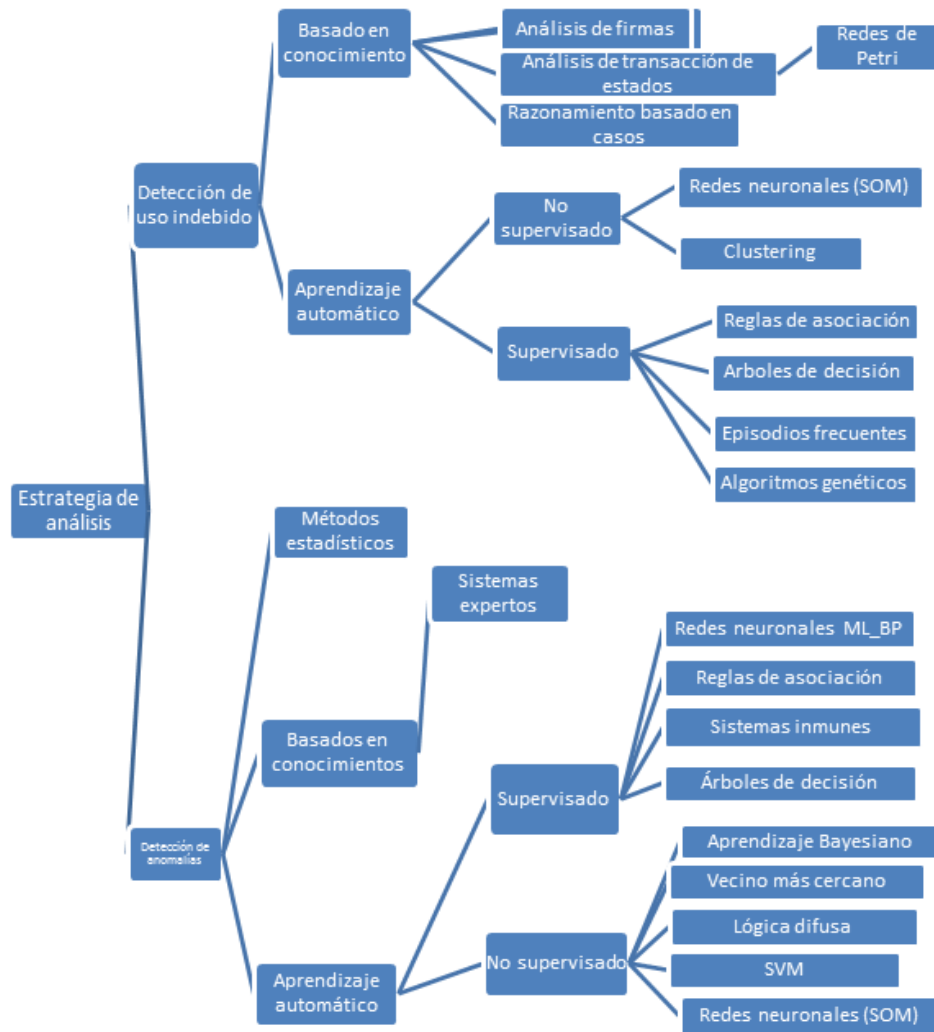 Basado en
conocimiento
Análisis de firmas
Análisis de transacción de
estados
Redes de
Petri
Razonamiento basado en
casos
Detección de
uso indebido
No
supervisado
Redes neuronales (SOM)
Clustering
Aprendizaje
automático
Supervisado
Reglas de asociación
Arboles de decisión
Episodios frecuentes
Algoritmos genéticos
Estrategia de
análisis
Métodos
estadísticos
Sistemas
expertos
Basados en
conocimientos
Detección de
anomalías
Supervisado
Redes neuronales ML_BP
Reglas de asociación
Sistemas inmunes
Árboles de decisión
Aprendizaje
automático
No supervisado
Aprendizaje Bayesiano
Vecino más cercano
Lógica difusa
SVM
Redes neuronales (SOM)